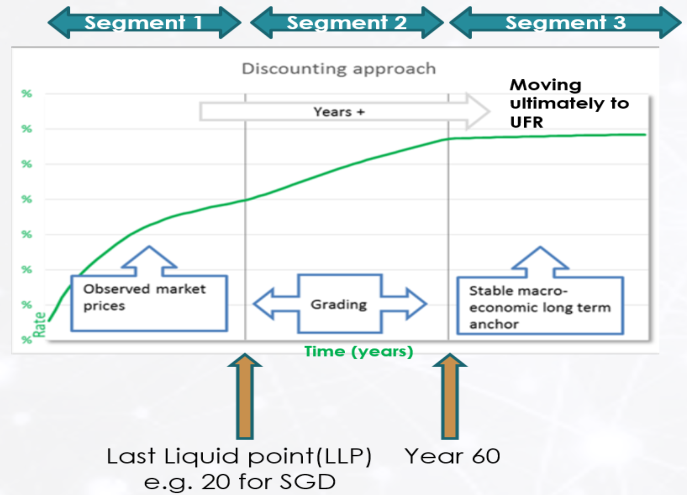 Segment 1
Segment 2
Segment 3
Discounting approach
Moving
ultimately to
UFR
Years +
%
%
%
%
%
%
%
%
Rate
Observed market
prices
Grading
Stable macro-
economic long term
anchor
Time (years)
Last Liquid point(LLP)
e.g. 20 for SGD
Year 60